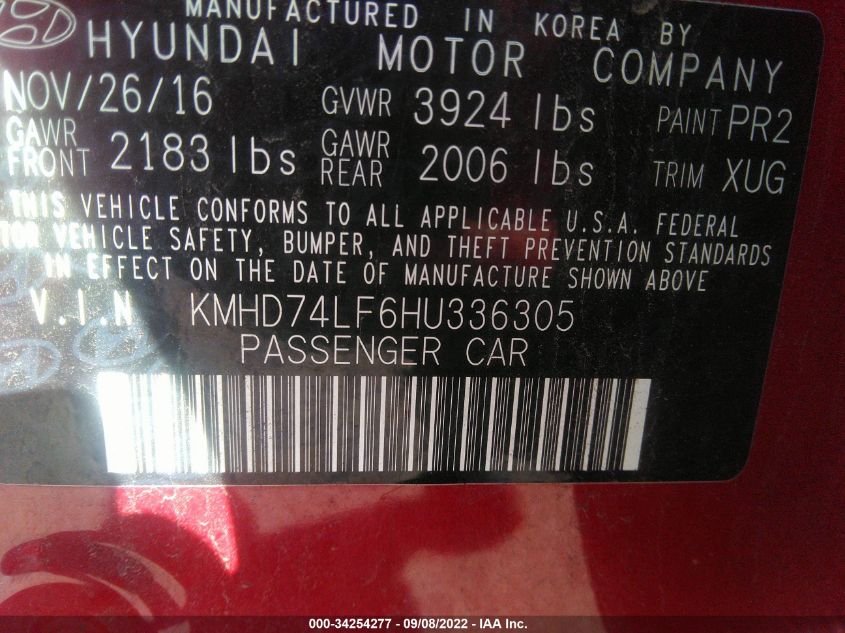 MANUFACTURED IN KOREA BY
HYUNDAI MOTOR COMPANY
NOV/26/16 GVWR 3924 lbs PAINT PR2
GAWR FRONT 2183 lbs GAWR REAR 2006 lbs TRIM XUG
THIS VEHICLE CONFORMS TO ALL APPLICABLE U.S.A. FEDERAL
TOR VEHICLE SAFETY, BUMPER, AND THEFT PREVENTION STANDARDS
IN EFFECT ON THE DATE OF MANUFACTURE SHOWN ABOVE
V.I.N KMHD74LF6HU336305
PASSENGER CAR
000-34254277 - 09/08/2022 - IAA Inc.